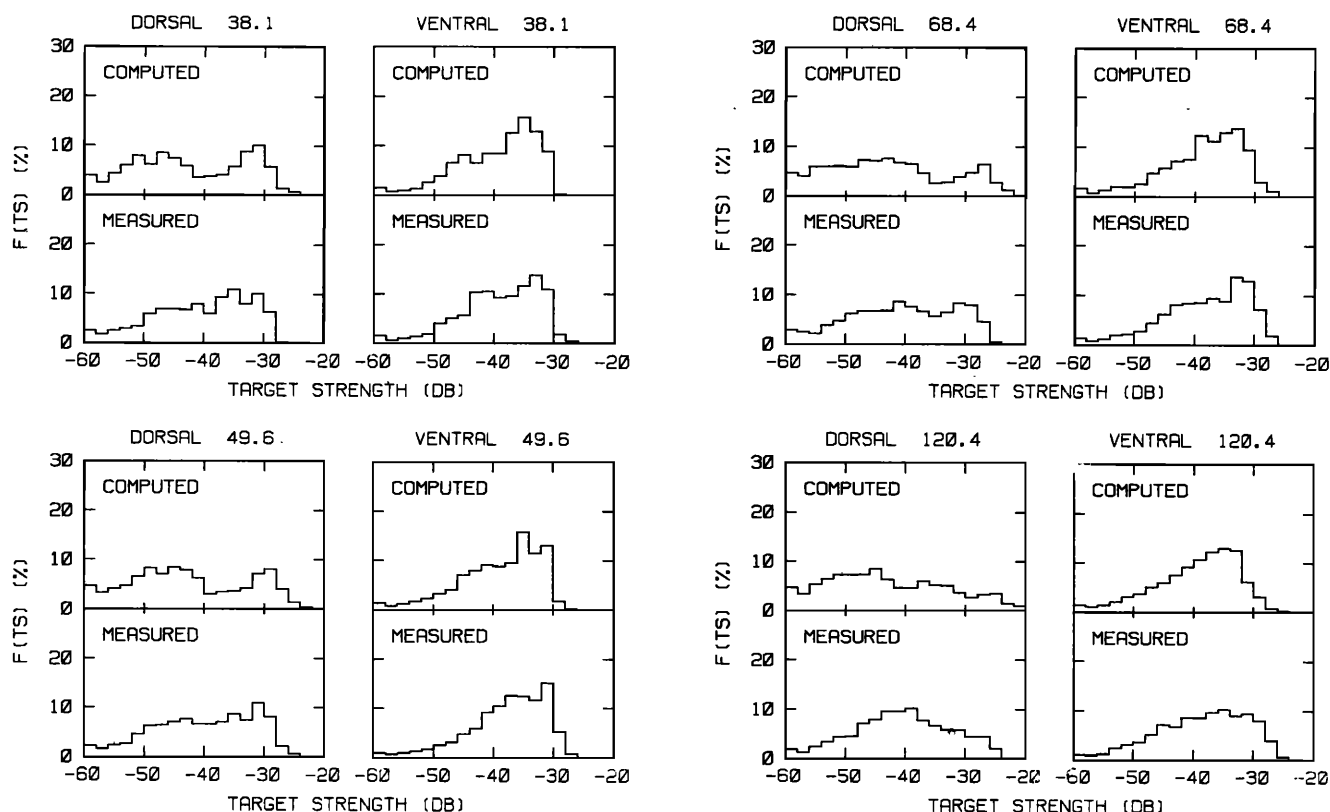 DORSAL 38.1
VENTRAL 38.1
30
20
10
0
COMPUTED
COMPUTED
F(TS) (%)
20
10
0
MEASURED
MEASURED
-60 -50 -40 -30 -20
-50 -40 -30 -20
TARGET STRENGTH (DB)
DORSAL 49.6
VENTRAL 49.6
30
20
10
0
COMPUTED
COMPUTED
F(TS) (%)
20
10
0
MEASURED
MEASURED
-60 -50 -40 -30
-60 -50 -40 -30 -20
TARGET STRENGTH (DB)
DORSAL 68.4
VENTRAL 68.4
30
20
10
0
COMPUTED
COMPUTED
F(TS) (%)
20
10
0
MEASURED
MEASURED
-60 -50 -40 -30
-60 -50 -40 -30 -20
TARGET STRENGTH (DB)
DORSAL 120.4
VENTRAL 120.4
30
20
10
0
COMPUTED
COMPUTED
F(TS) (%)
20
10
0
MEASURED
MEASURED
-60 -50 -40 -30 -20
-60 -50 -40 -30 -20
TARGET STRENGTH (DB)